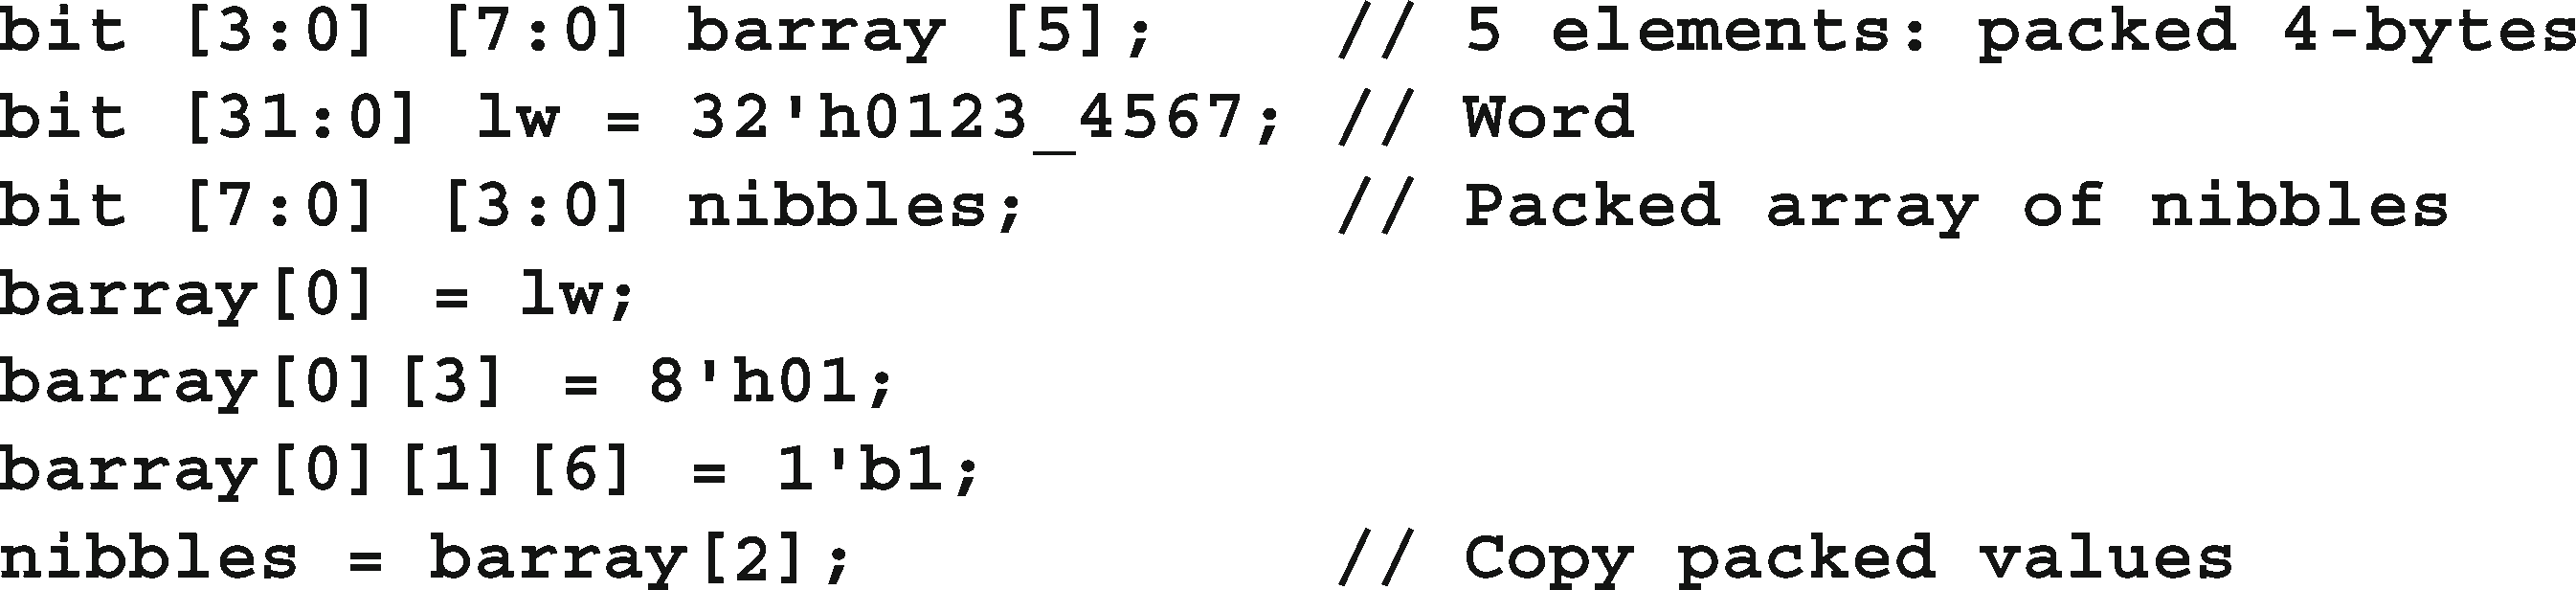 bit [3:0] [7:0] barray [5];   // 5 elements: packed 4-bytes
bit [31:0] lw = 32'h0123_4567; // Word
bit [7:0] [3:0] nibbles;      // Packed array of nibbles
barray[0] = lw;
barray[0][3] = 8'h01;
barray[0][1][6] = 1'b1;
nibbles = barray[2];          // Copy packed values